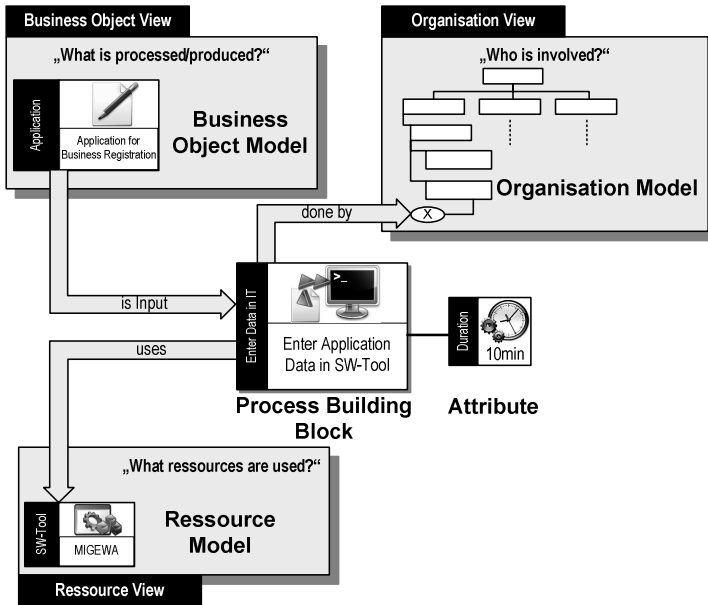 Business Object View
„What is processed/produced?“
Application
Application for
Business Registration
Business
Object Model
Organisation View
„Who is involved?“
Organisation Model
X
done by
is Input
uses
Enter Data in IT
>_
Enter Application
Data in SW-Tool
Process Building
Block
Duration
10min
Attribute
„What ressources are used?“
SW-Tool
MIGEWA
Ressource
Model
Ressource View